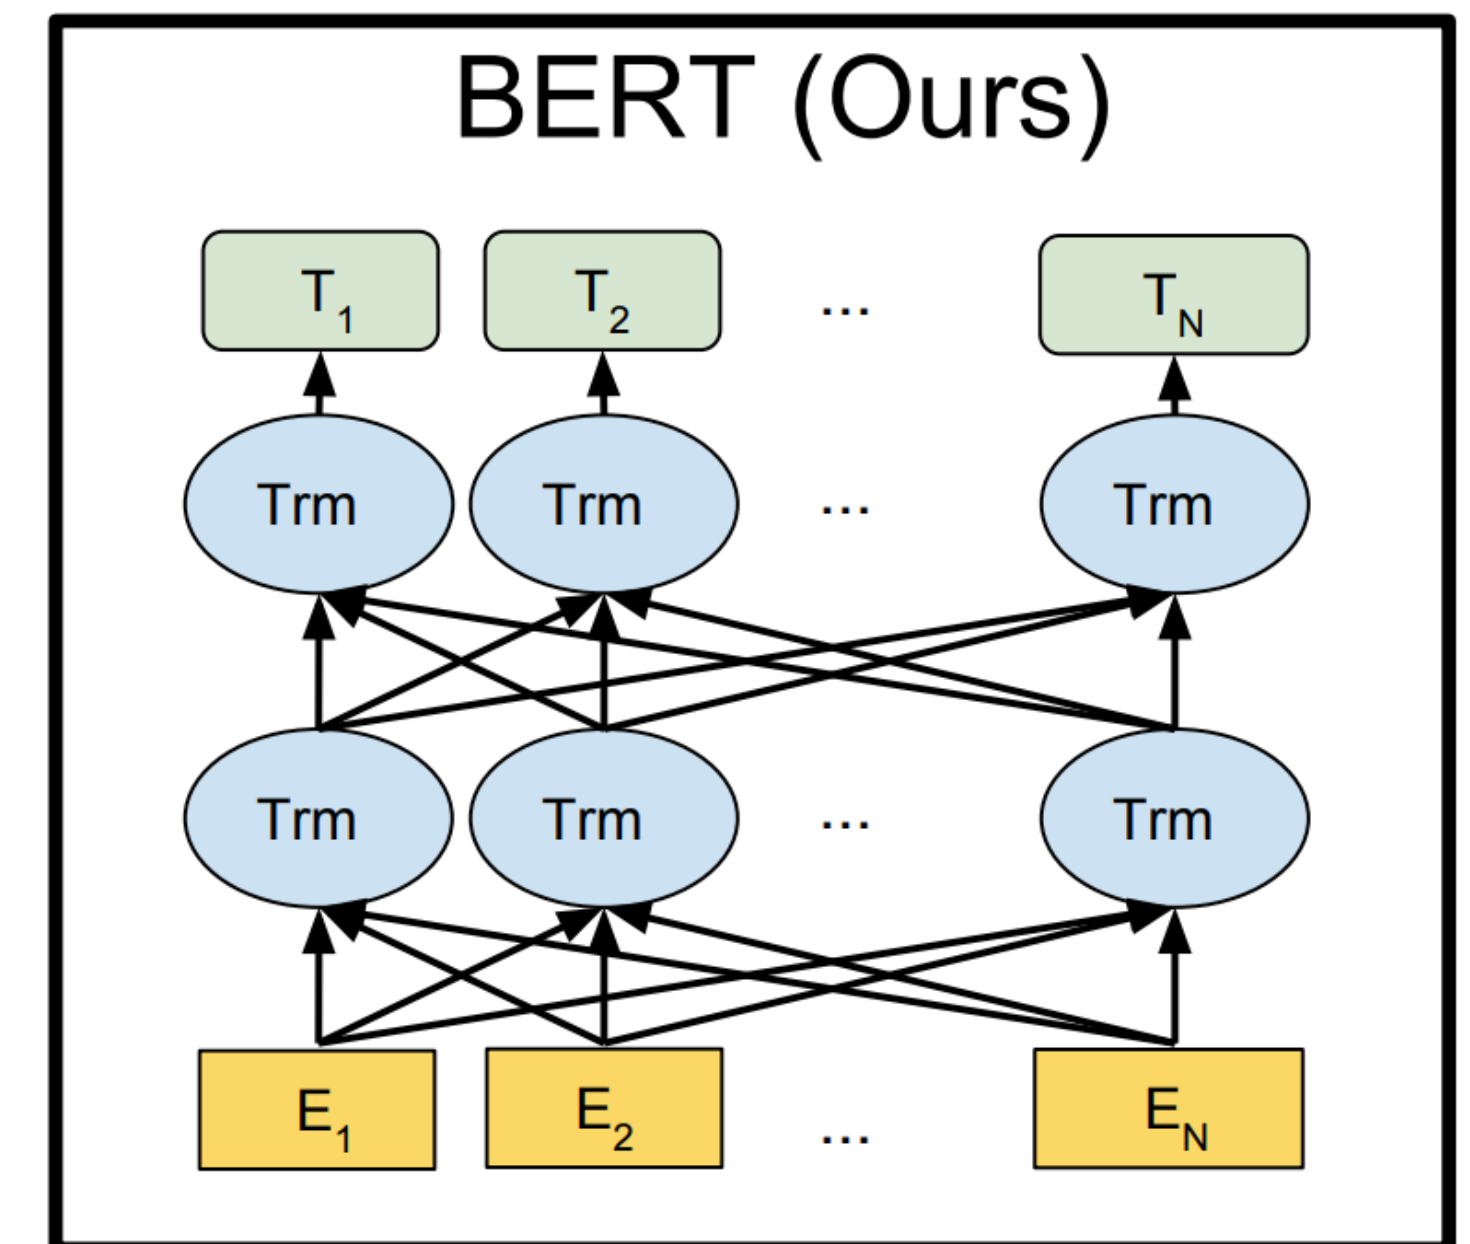 BERT (Ours)
T1 T2 ... TN
Trm Trm ... Trm
Trm Trm ... Trm
E1 E2 ... EN